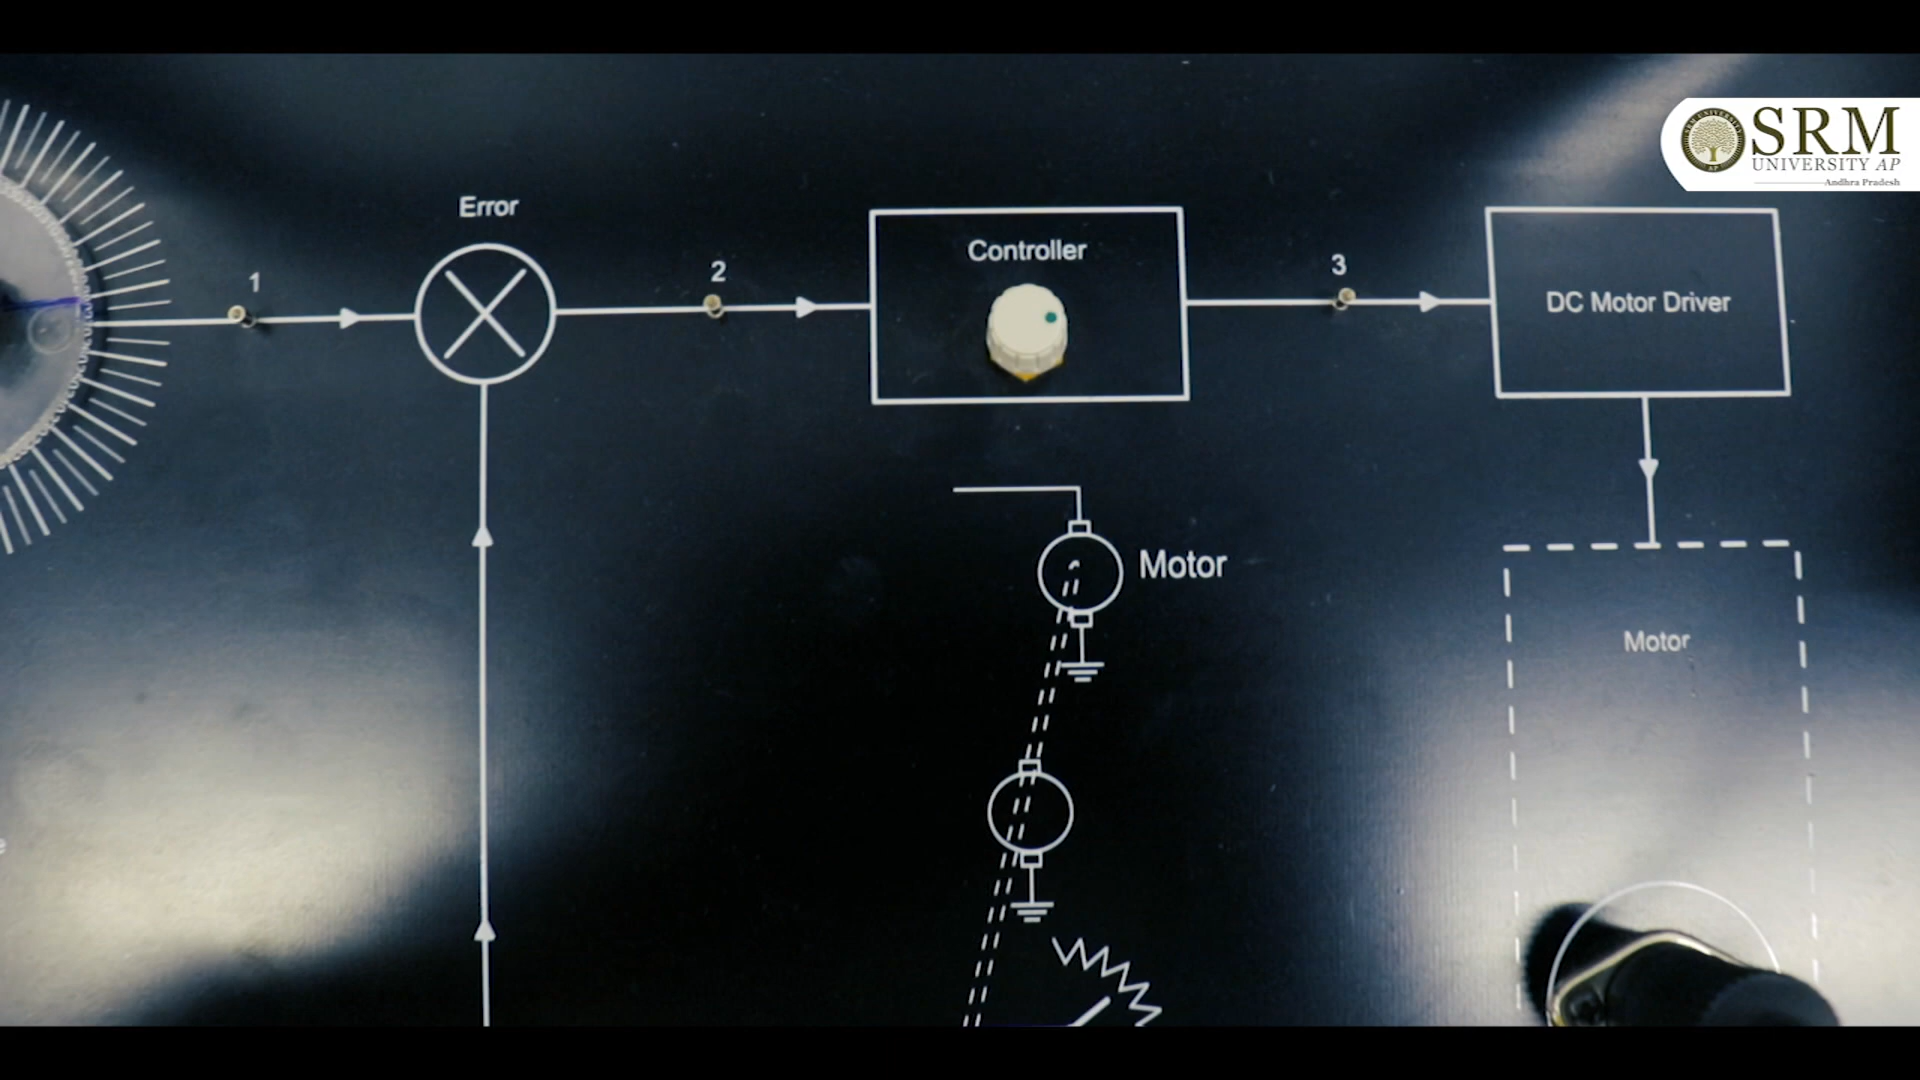 SRM
UNIVERSITY AP
Andhra Pradesh
Error
1
2
Controller
3
DC Motor Driver
Motor
Motor